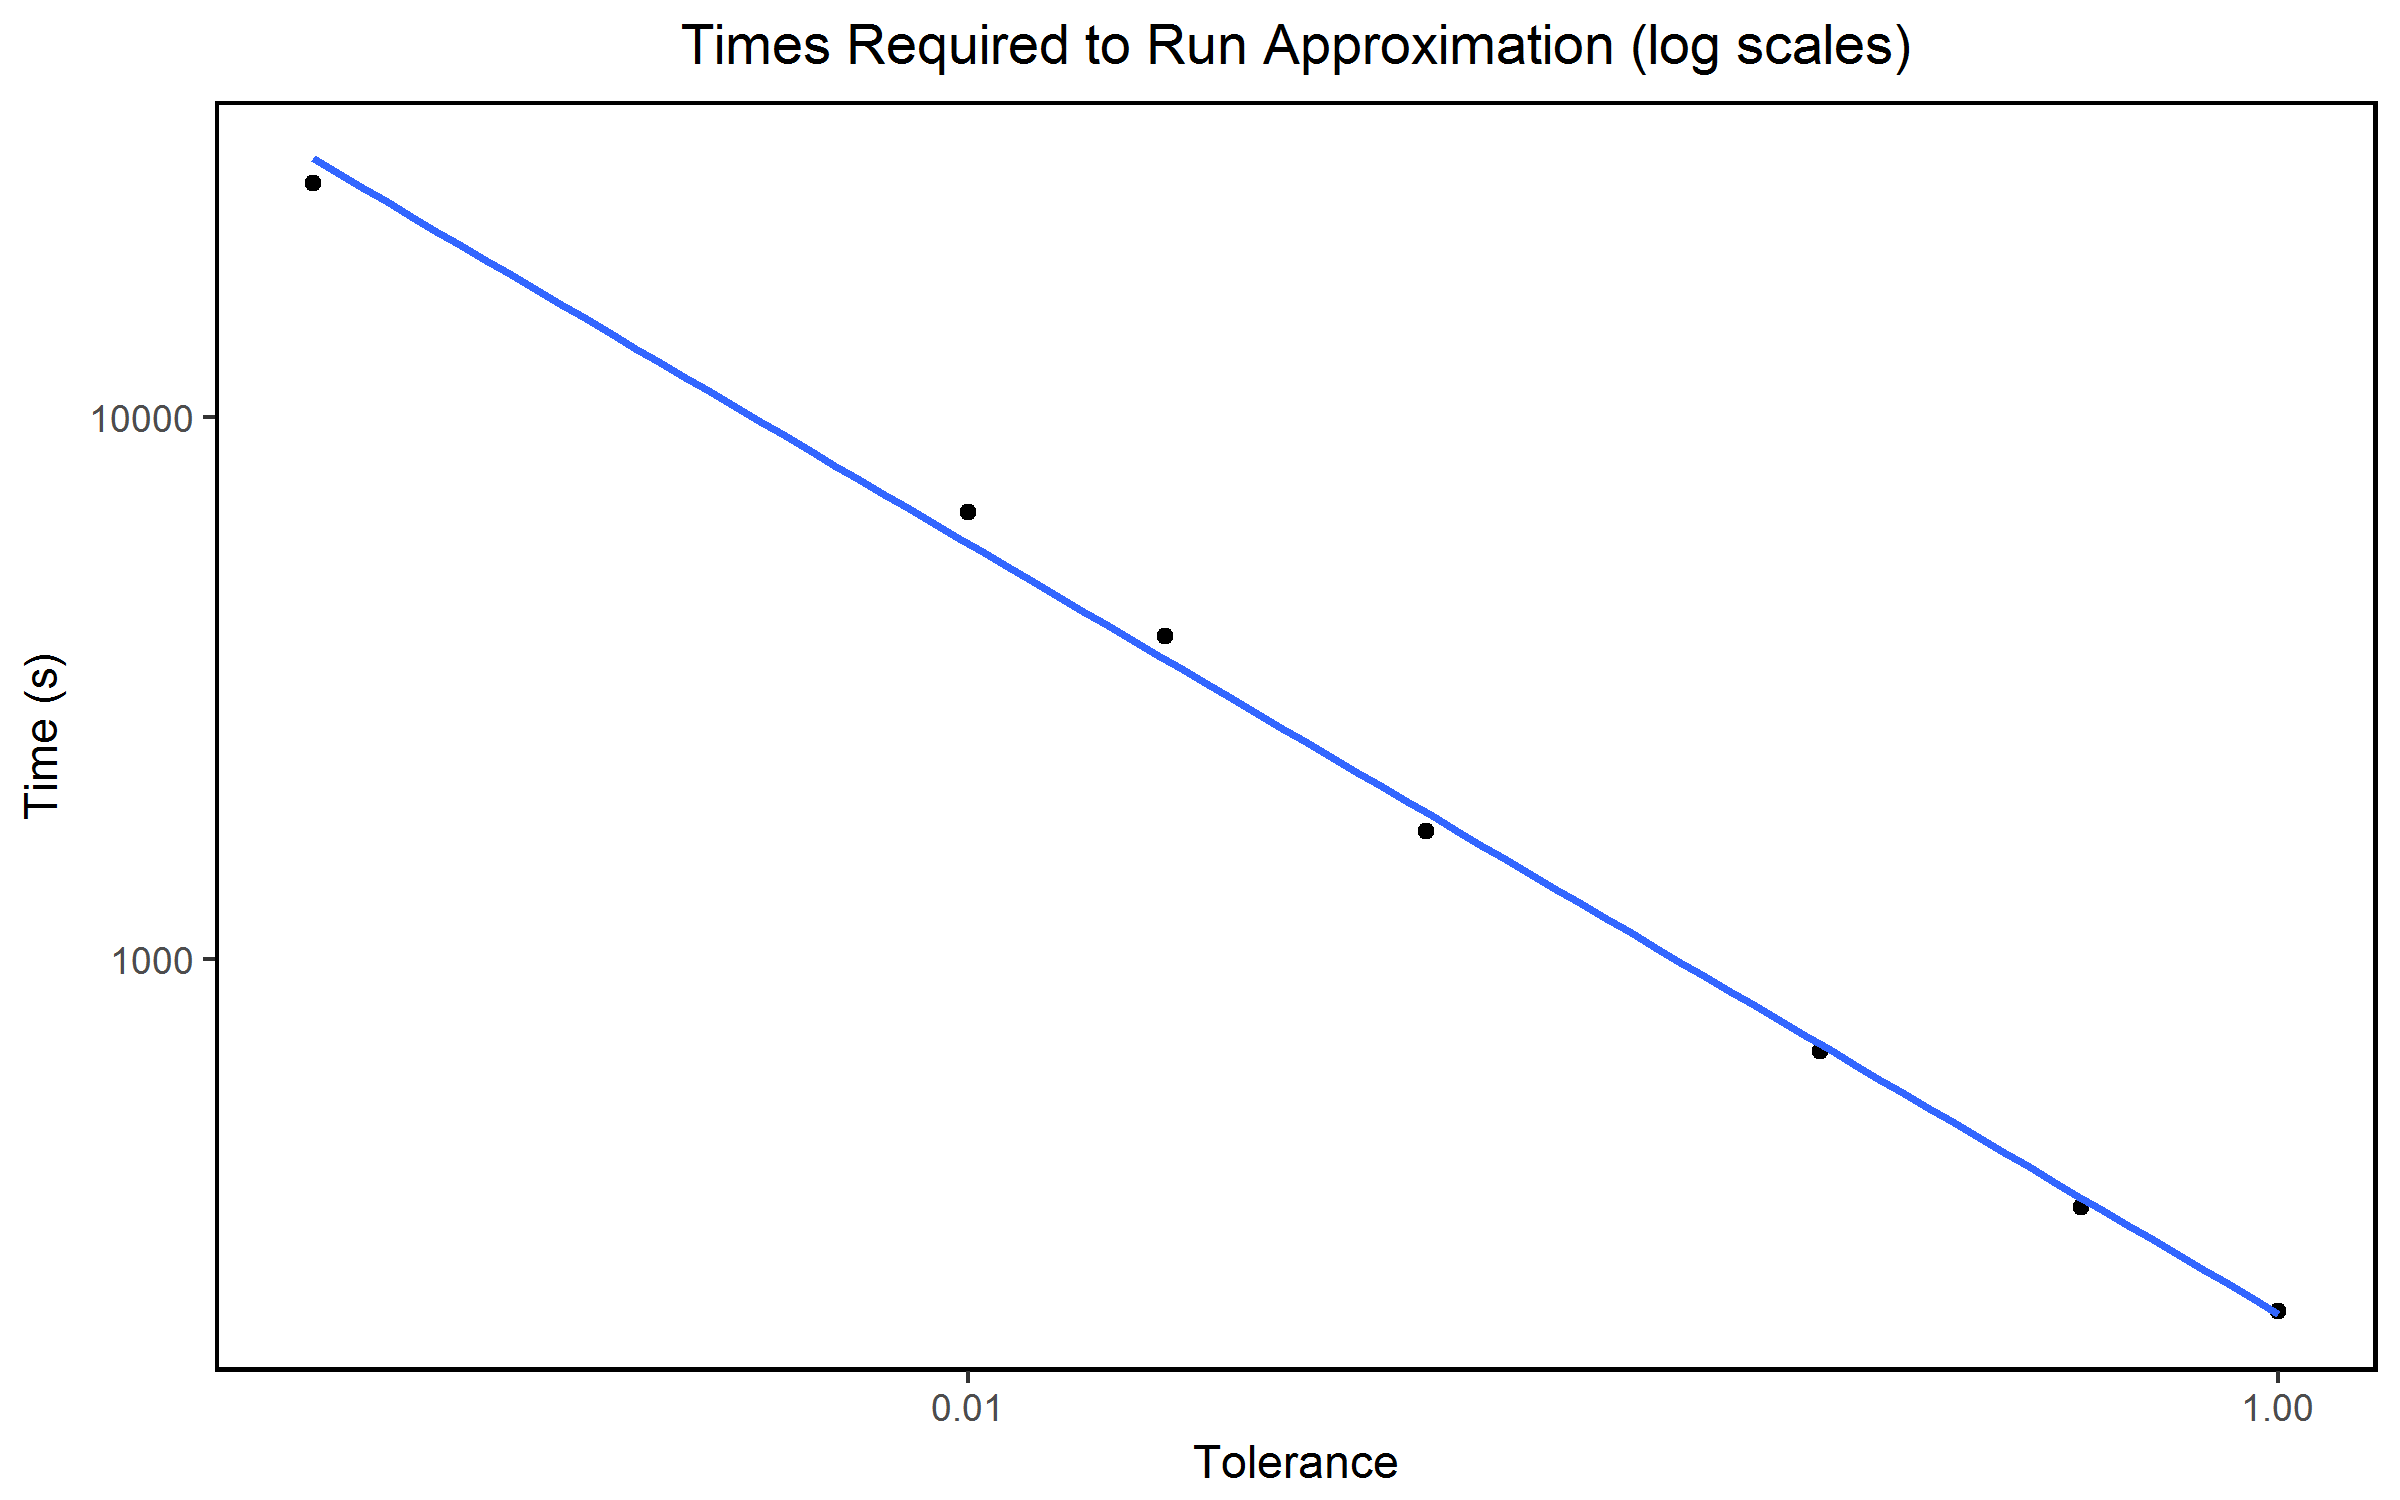 Times Required to Run Approximation (log scales)
10000
1000
Time (s)
0.01
1.00
Tolerance